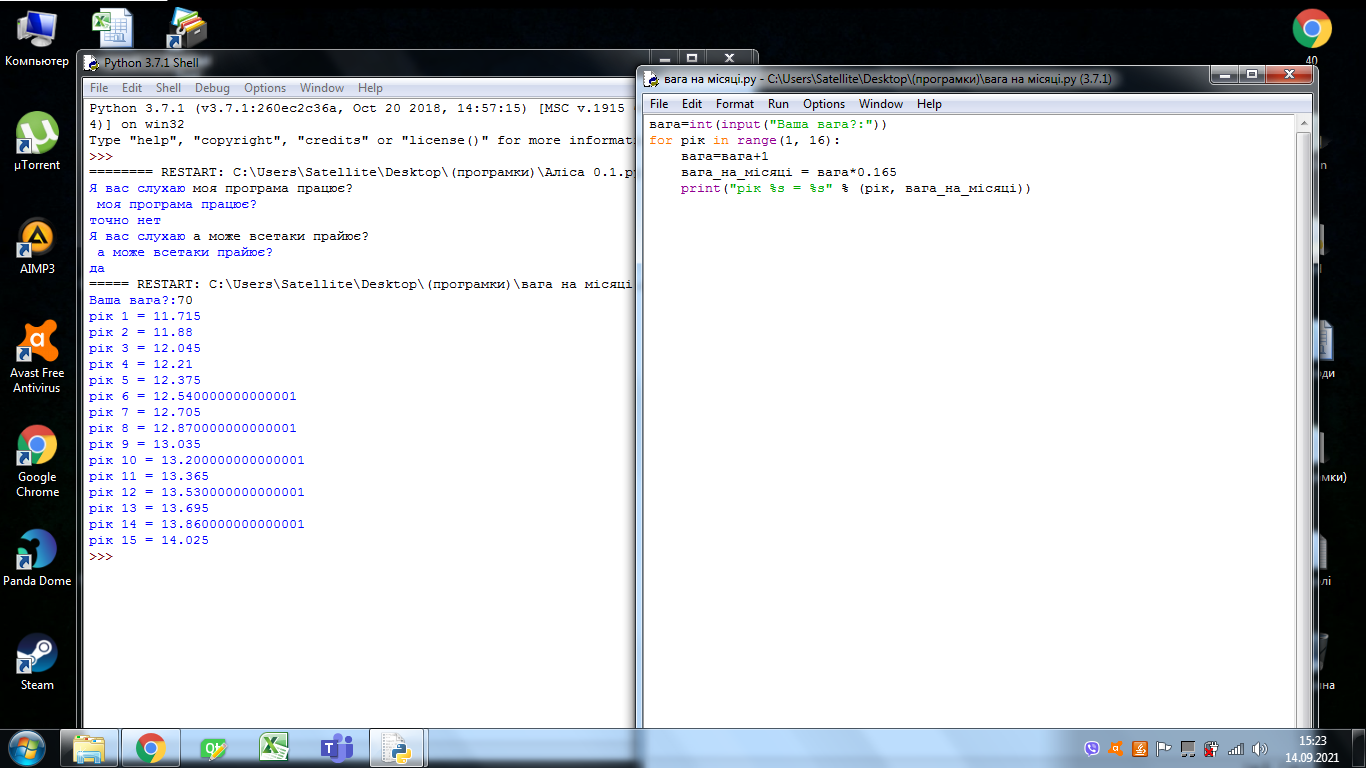 Компьютер
µTorrent
AIMP3
Avast Free
Antivirus
Google
Chrome
Panda Dome
Steam
40
Python 3.7.1 Shell
File Edit Shell Debug Options Window Help
Python 3.7.1 (v3.7.1:260ec2c36a, Oct 20 2018, 14:57:15) [MSC v.1915
4)] on win32
Type "help", "copyright", "credits" or "license()" for more informati
>>>
======== RESTART: C:\Users\Satellite\Desktop\(програмки)\Аліса 0.1.p
Я вас слухаю моя програма працює?
моя програма працює?
точно нет
Я вас слухаю а може всетаки прайює?
а може всетаки прайює?
да
===== RESTART: C:\Users\Satellite\Desktop\(програмки)\вага на місяці
Ваша вага?:70
рік 1 = 11.715
рік 2 = 11.88
рік 3 = 12.045
рік 4 = 12.21
рік 5 = 12.375
рік 6 = 12.540000000000001
рік 7 = 12.705
рік 8 = 12.870000000000001
рік 9 = 13.035
рік 10 = 13.200000000000001
рік 11 = 13.365
рік 12 = 13.530000000000001
рік 13 = 13.695
рік 14 = 13.860000000000001
рік 15 = 14.025
>>>
вага на місяці.py - C:\Users\Satellite\Desktop\(програмки)\вага на місяці.py (3.7.1)
File Edit Format Run Options Window Help
вага=int(input("Ваша вага?:"))
for рік in range(1, 16):
вага=вага+1
вага_на_місяці = вага*0.165
print("рік %s = %s" % (рік, вага_на_місяці))
15:23
14.09.2021